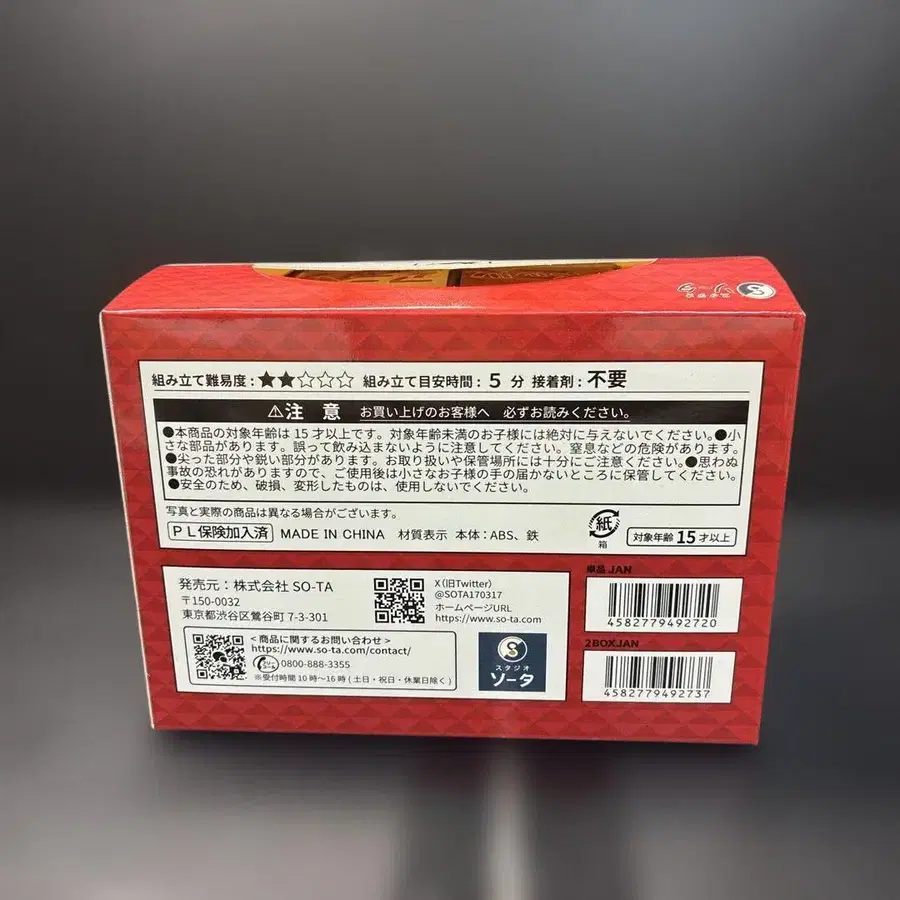 組み立て難易度：★★☆☆☆ 組み立て目安時間：5 分 接着剤：不要
⚠注 意 お買い上げのお客様へ 必ずお読みください。
●本商品の対象年齢は 15 才以上です。対象年齢未満のお子様には絶対に与えないでください。●小
さな部品があります。誤って飲み込まないように注意してください。窒息などの危険があります。
●尖った部分や鋭い部分があります。お取り扱いや保管場所には十分にご注意ください。●思わぬ
事故の恐れがありますので、ご使用後は小さなお子様の手の届かないところに保管してください。
●安全のため、破損、変形したものは、使用しないでください。
写真と実際の商品は異なる場合がございます。
ＰＬ保険加入済 MADE IN CHINA 材質表示 本体：ABS、鉄
紙
箱
対象年齢 15 才以上
発売元：株式会社 SO-TA
〒150-0032
東京都渋谷区鶯谷町 7-3-301
X（旧Twitter）
@SOTA170317
ホームページURL
https://www.so-ta.com
＜商品に関するお問い合わせ＞
https://www.so-ta.com/contact/
0800-888-3355
※受付時間 10 時～16 時 ( 土日・祝日・休業日除く )
スタジオ
ソータ
単品 JAN
4582779492720
2BOXJAN
4582779492737